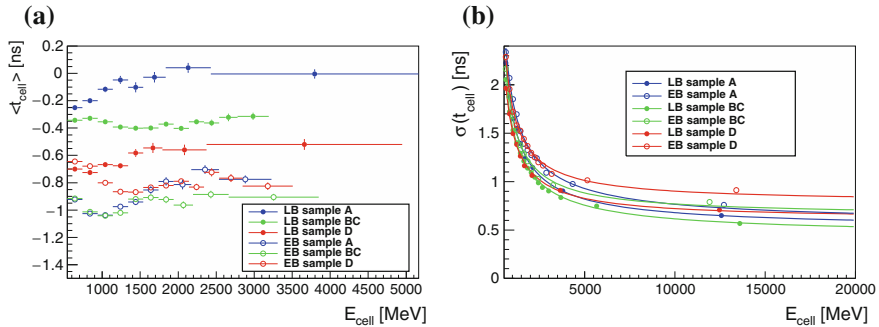 (a)
<t_cell> [ns]
0
−0.2
−0.4
−0.6
−0.8
−1
−1.2
−1.4
LB sample A
LB sample BC
LB sample D
EB sample A
EB sample BC
EB sample D
1000 1500 2000 2500 3000 3500 4000 4500 5000
E_cell [MeV]
(b)
σ(t_cell) [ns]
2
1.5
1
0.5
0
LB sample A
EB sample A
LB sample BC
EB sample BC
LB sample D
EB sample D
5000 10000 15000 20000
E_cell [MeV]